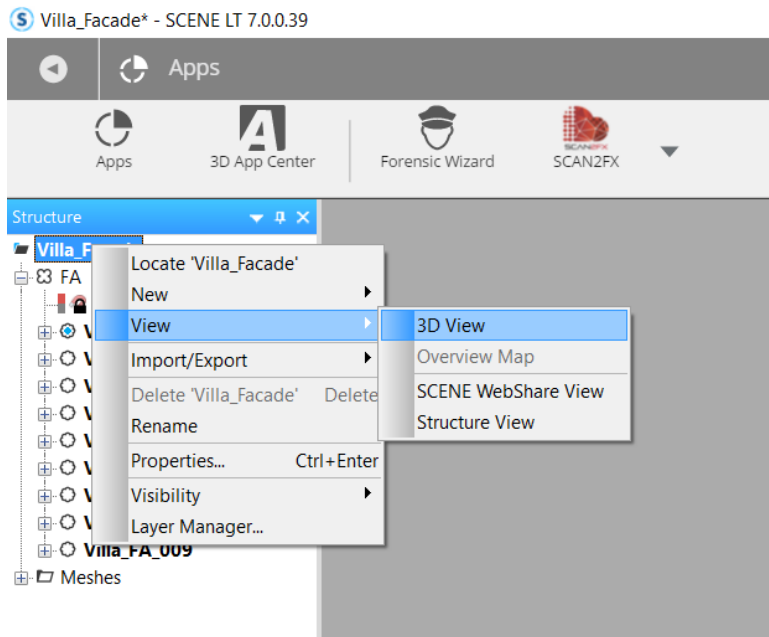 S Villa_Facade* - SCENE LT 7.0.0.39
Apps
Apps
3D App Center
Forensic Wizard
SCAN2FX
SCAN2FX
Structure
Villa_F
Locate 'Villa_Facade'
FA
New
View
3D View
Overview Map
Import/Export
SCENE WebShare View
Delete 'Villa_Facade' Delete
Structure View
Rename
Properties... Ctrl+Enter
Visibility
Layer Manager...
V
V
V
V
V
V
V
V
Villa_FA_009
Meshes